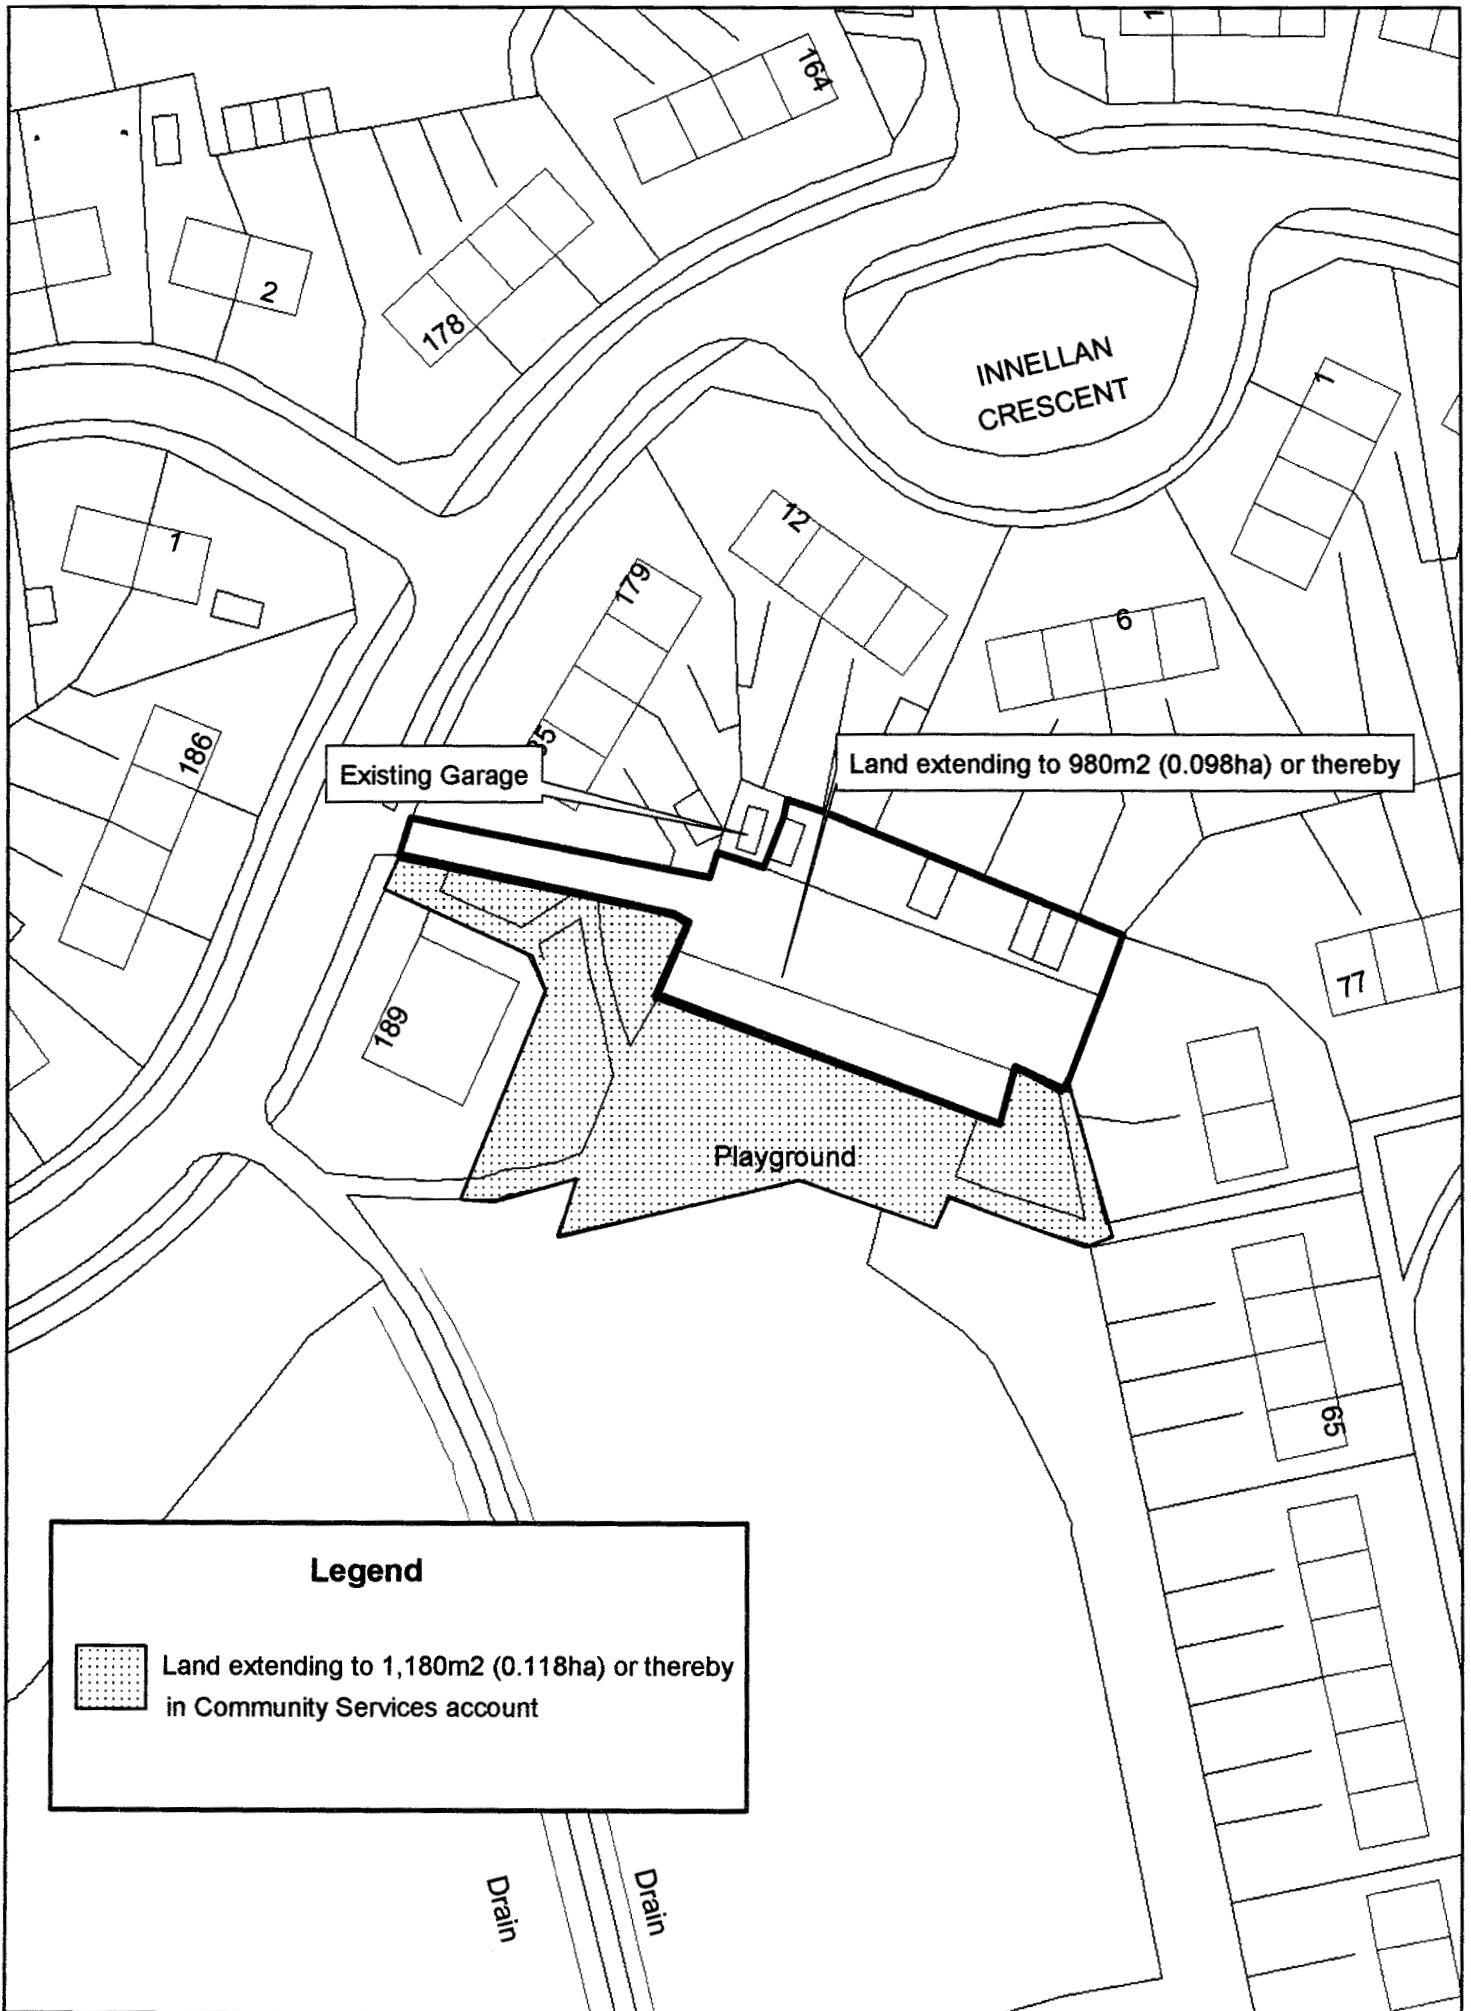 164
2
178
INNELLAN
CRESCENT
1
1
12
179
6
186
Existing Garage
Land extending to 980m2 (0.098ha) or thereby
189
77
Playground
65
Legend
Land extending to 1,180m2 (0.118ha) or thereby
in Community Services account
Drain
Drain